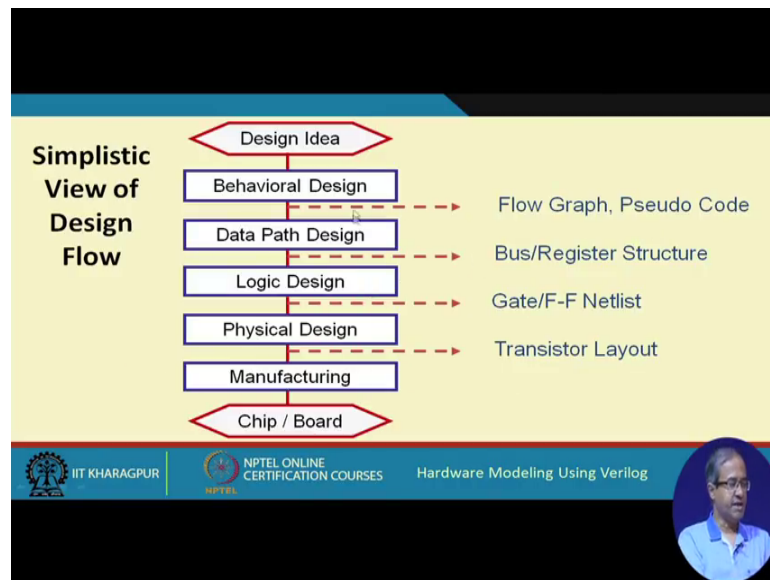 Simplistic
View of
Design
Flow
Design Idea
Behavioral Design
Flow Graph, Pseudo Code
Data Path Design
Bus/Register Structure
Logic Design
Gate/F-F Netlist
Physical Design
Transistor Layout
Manufacturing
Chip / Board
IIT KHARAGPUR
NPTEL
NPTEL ONLINE
CERTIFICATION COURSES
Hardware Modeling Using Verilog